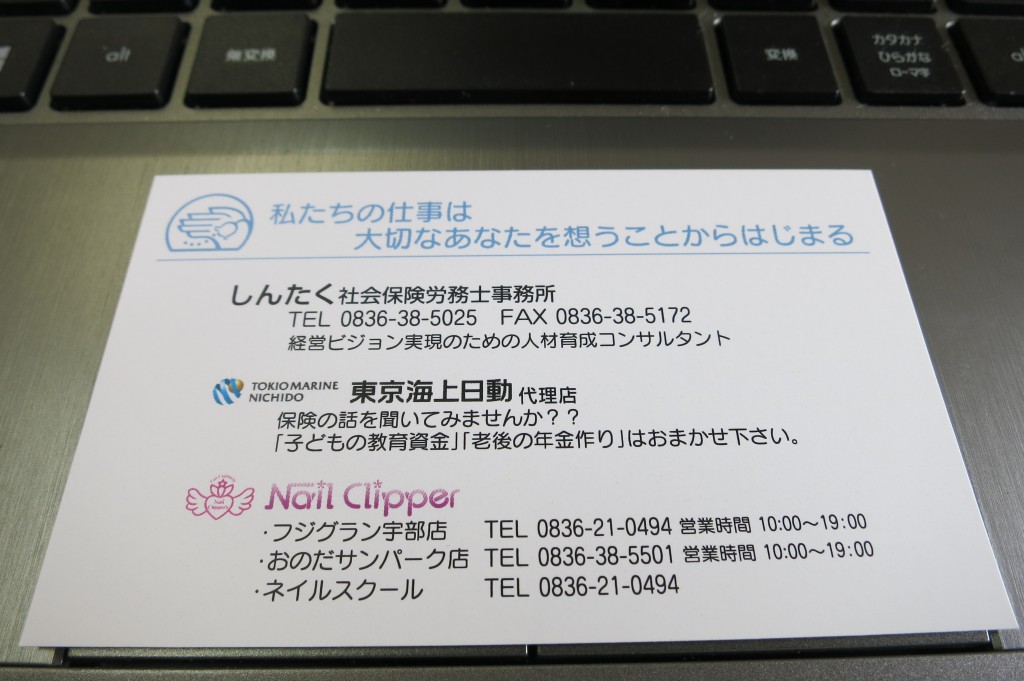 alt
無変換
変換
カタカナ
ひらがな
ローマ字
al
私たちの仕事は
大切なあなたを想うことからはじまる
しんたく社会保険労務士事務所
TEL 0836-38-5025 FAX 0836-38-5172
経営ビジョン実現のための人材育成コンサルタント
TOKIO MARINE
NICHIDO
東京海上日動 代理店
保険の話を聞いてみませんか??
「子どもの教育資金」「老後の年金作り」はおまかせ下さい。
Nail Clipper
・フジグラン宇部店 TEL 0836-21-0494 営業時間 10:00〜19:00
・おのだサンパーク店 TEL 0836-38-5501 営業時間 10:00〜19:00
・ネイルスクール TEL 0836-21-0494